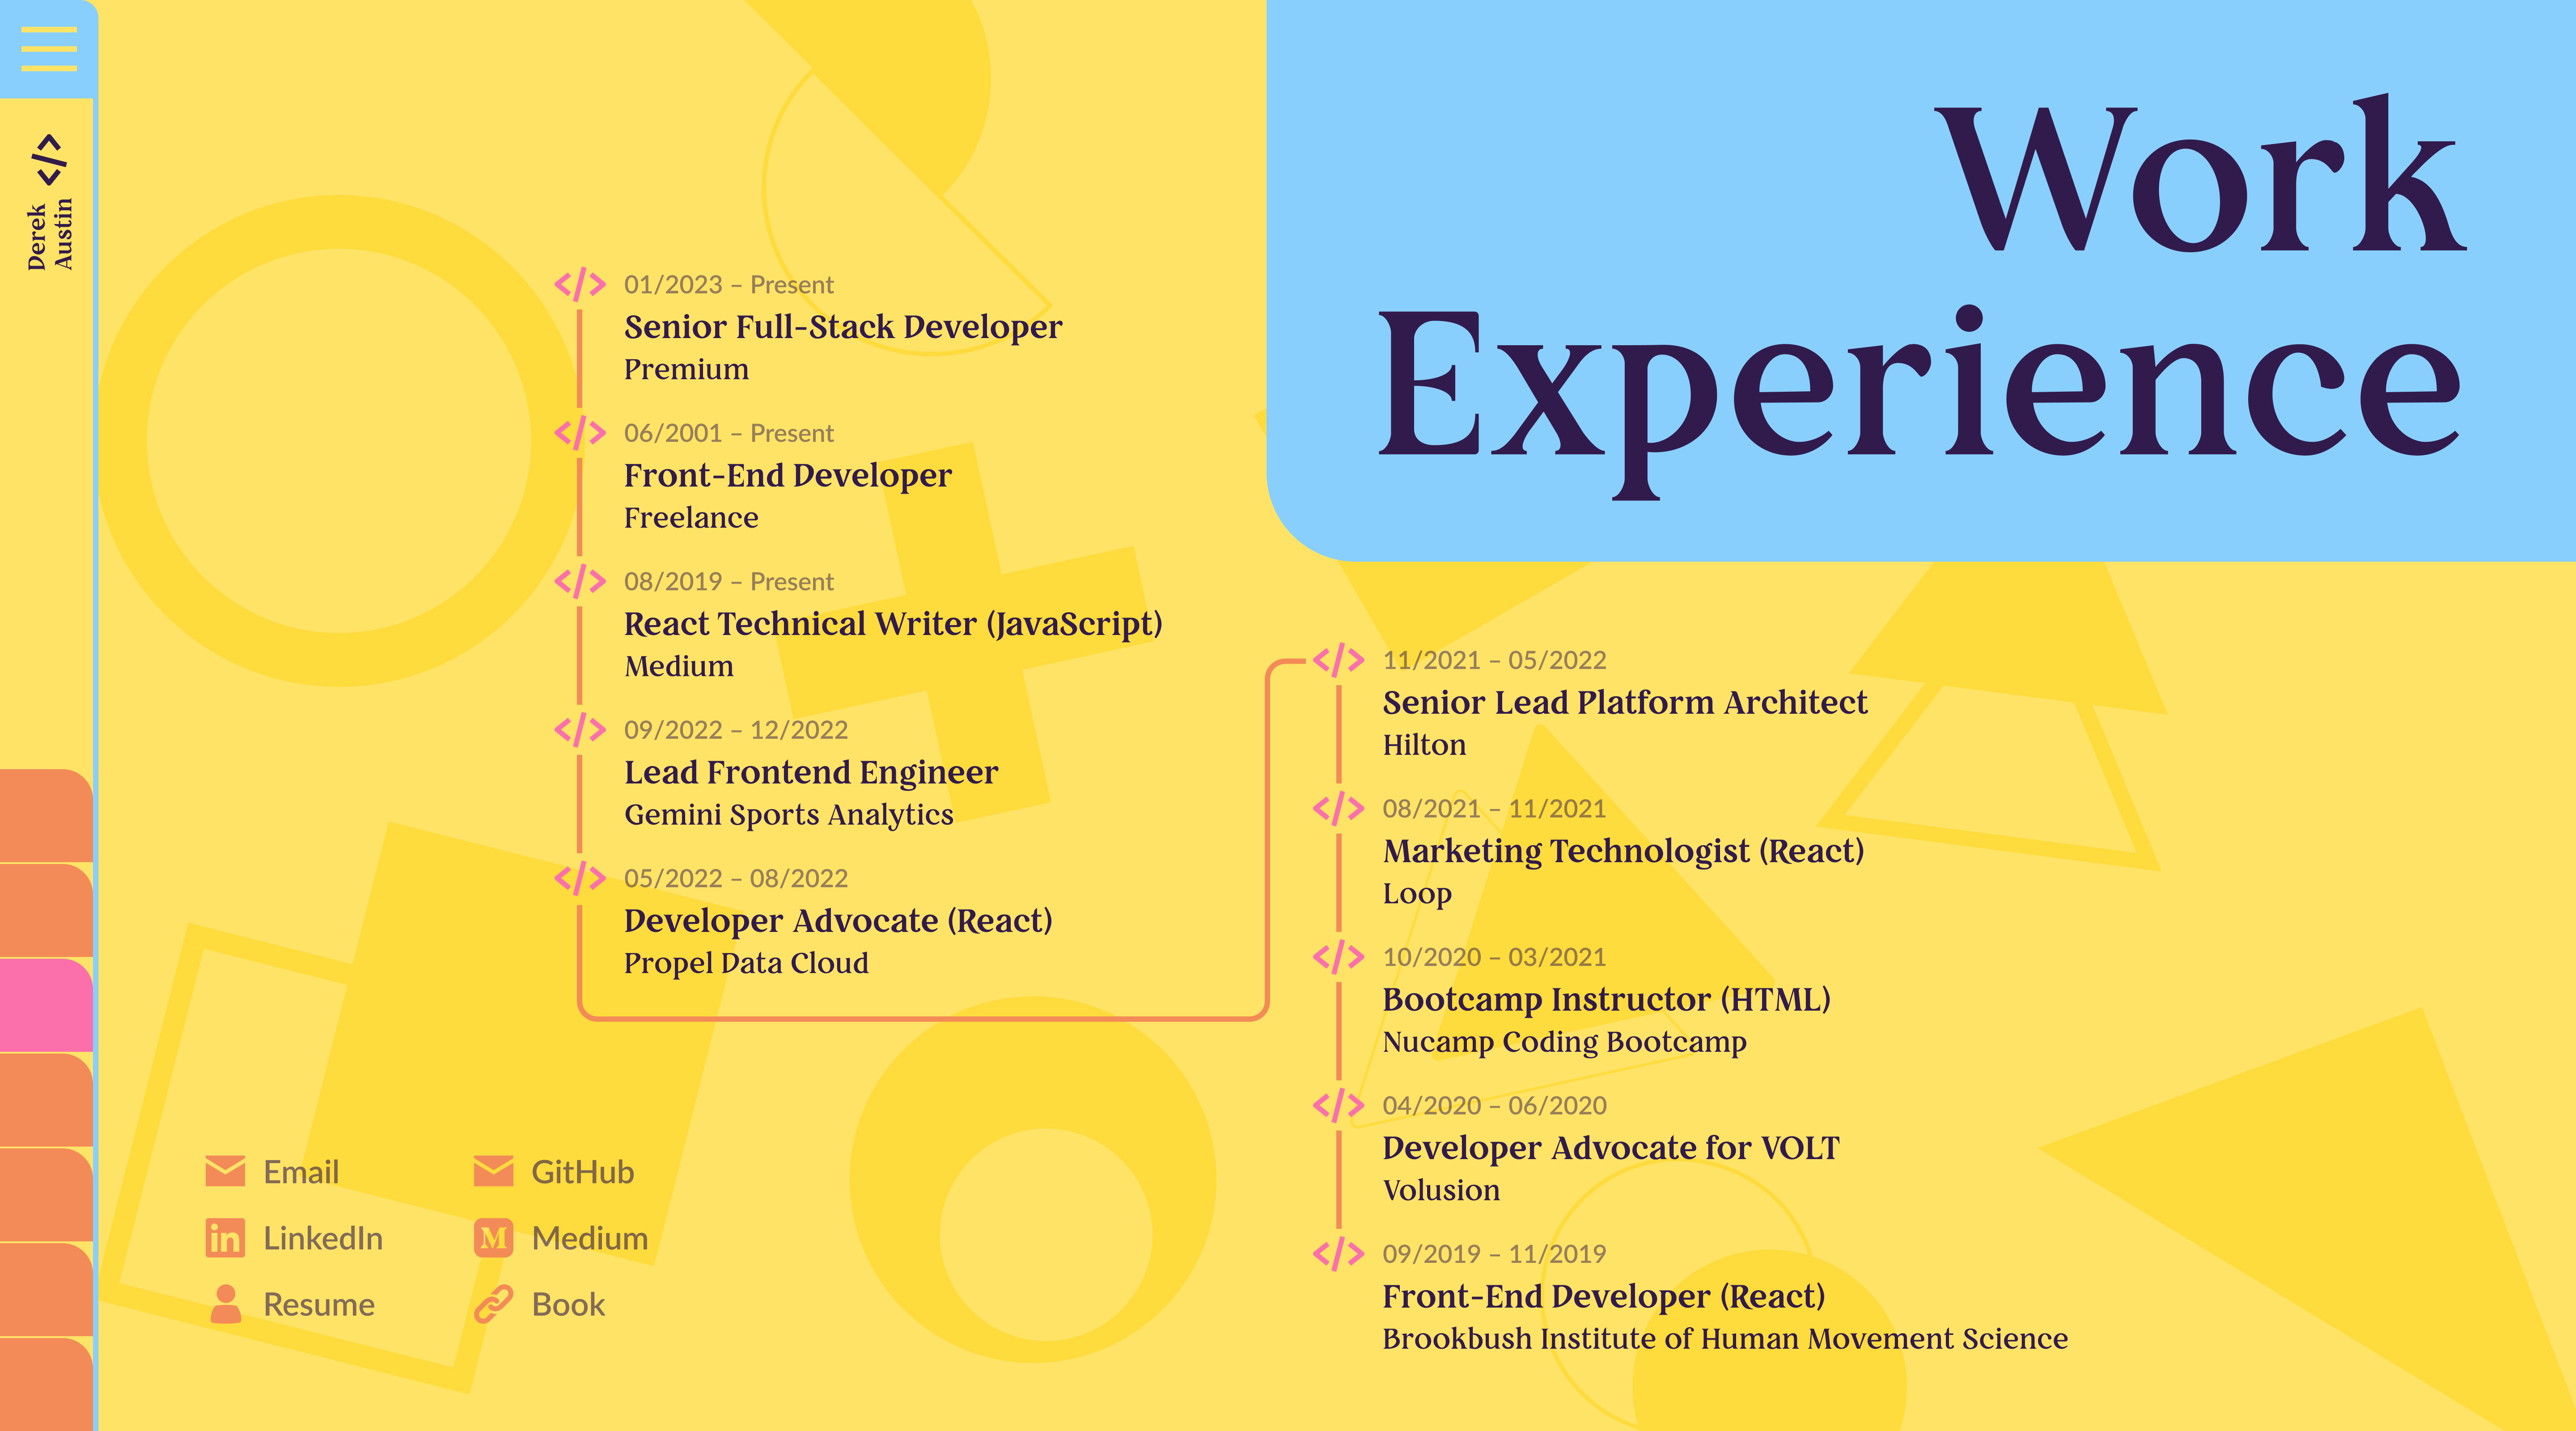 Derek
Austin
Work
Experience
01/2023 – Present
Senior Full-Stack Developer
Premium
06/2001 – Present
Front-End Developer
Freelance
08/2019 – Present
React Technical Writer (JavaScript)
Medium
09/2022 – 12/2022
Lead Frontend Engineer
Gemini Sports Analytics
05/2022 – 08/2022
Developer Advocate (React)
Propel Data Cloud
11/2021 – 05/2022
Senior Lead Platform Architect
Hilton
08/2021 – 11/2021
Marketing Technologist (React)
Loop
10/2020 – 03/2021
Bootcamp Instructor (HTML)
Nucamp Coding Bootcamp
04/2020 – 06/2020
Developer Advocate for VOLT
Volusion
09/2019 – 11/2019
Front-End Developer (React)
Brookbush Institute of Human Movement Science
Email
GitHub
LinkedIn
Medium
Resume
Book